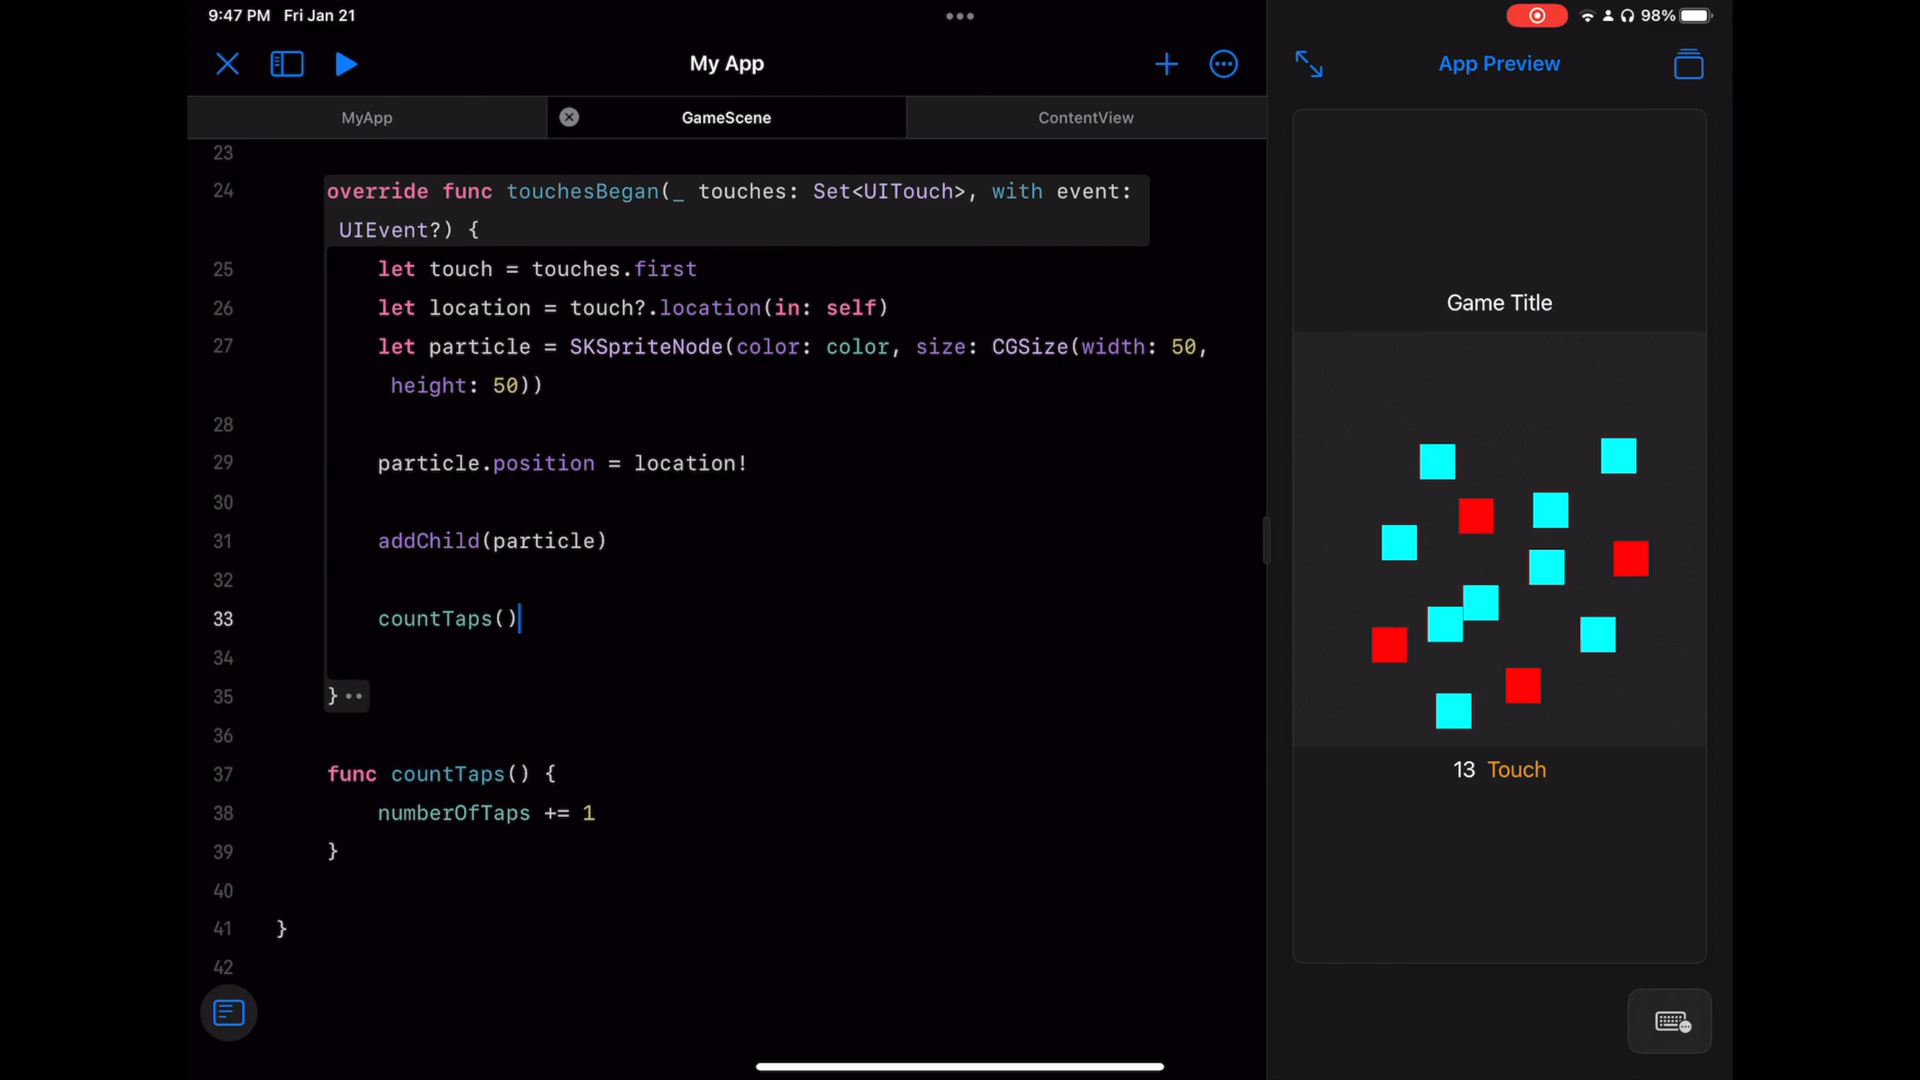 9:47 PM Fri Jan 21
98%
My App
App Preview
MyApp
GameScene
ContentView
23
24 override func touchesBegan(_ touches: Set<UITouch>, with event:
UIEvent?) {
25 let touch = touches.first
26 let location = touch?.location(in: self)
27 let particle = SKSpriteNode(color: color, size: CGSize(width: 50,
height: 50))
28
29 particle.position = location!
30
31 addChild(particle)
32
33 countTaps()
34
35 }
36
37 func countTaps() {
38 numberOfTaps += 1
39 }
40
41 }
42
Game Title
13 Touch